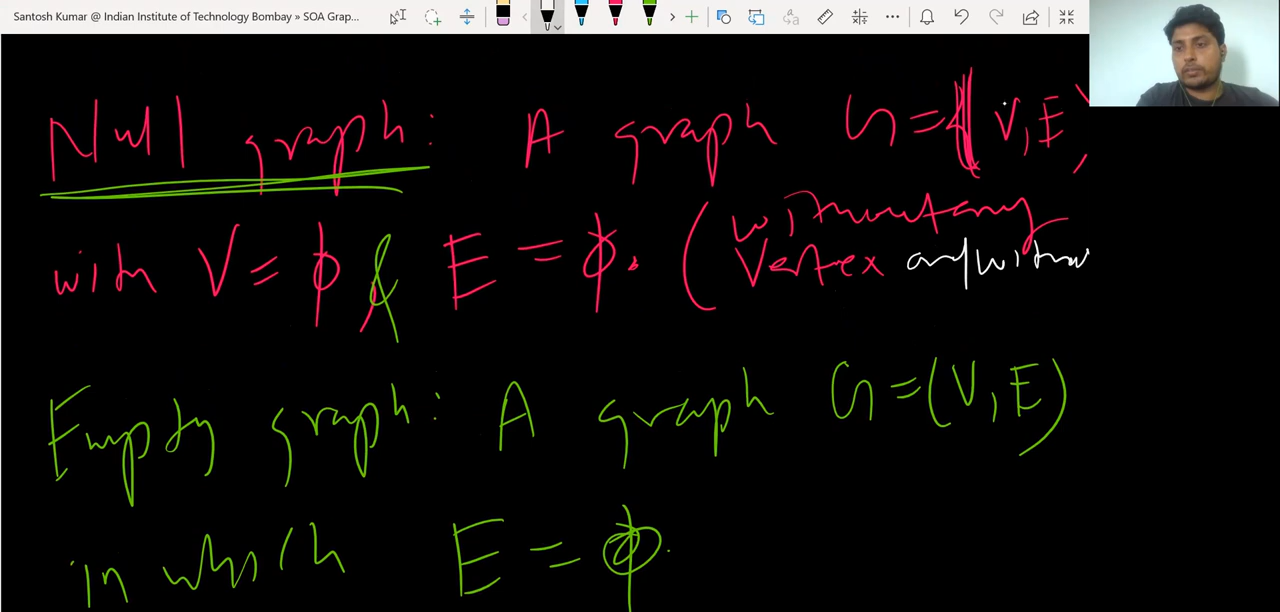 Santosh Kumar @ Indian Institute of Technology Bombay » SOA Grap...
Null graph: A graph G = ( V, E )
with V = ϕ & E = ϕ. ( without any
Vertex and witho
Empty graph: A graph G = (V, E)
in which E = ϕ.